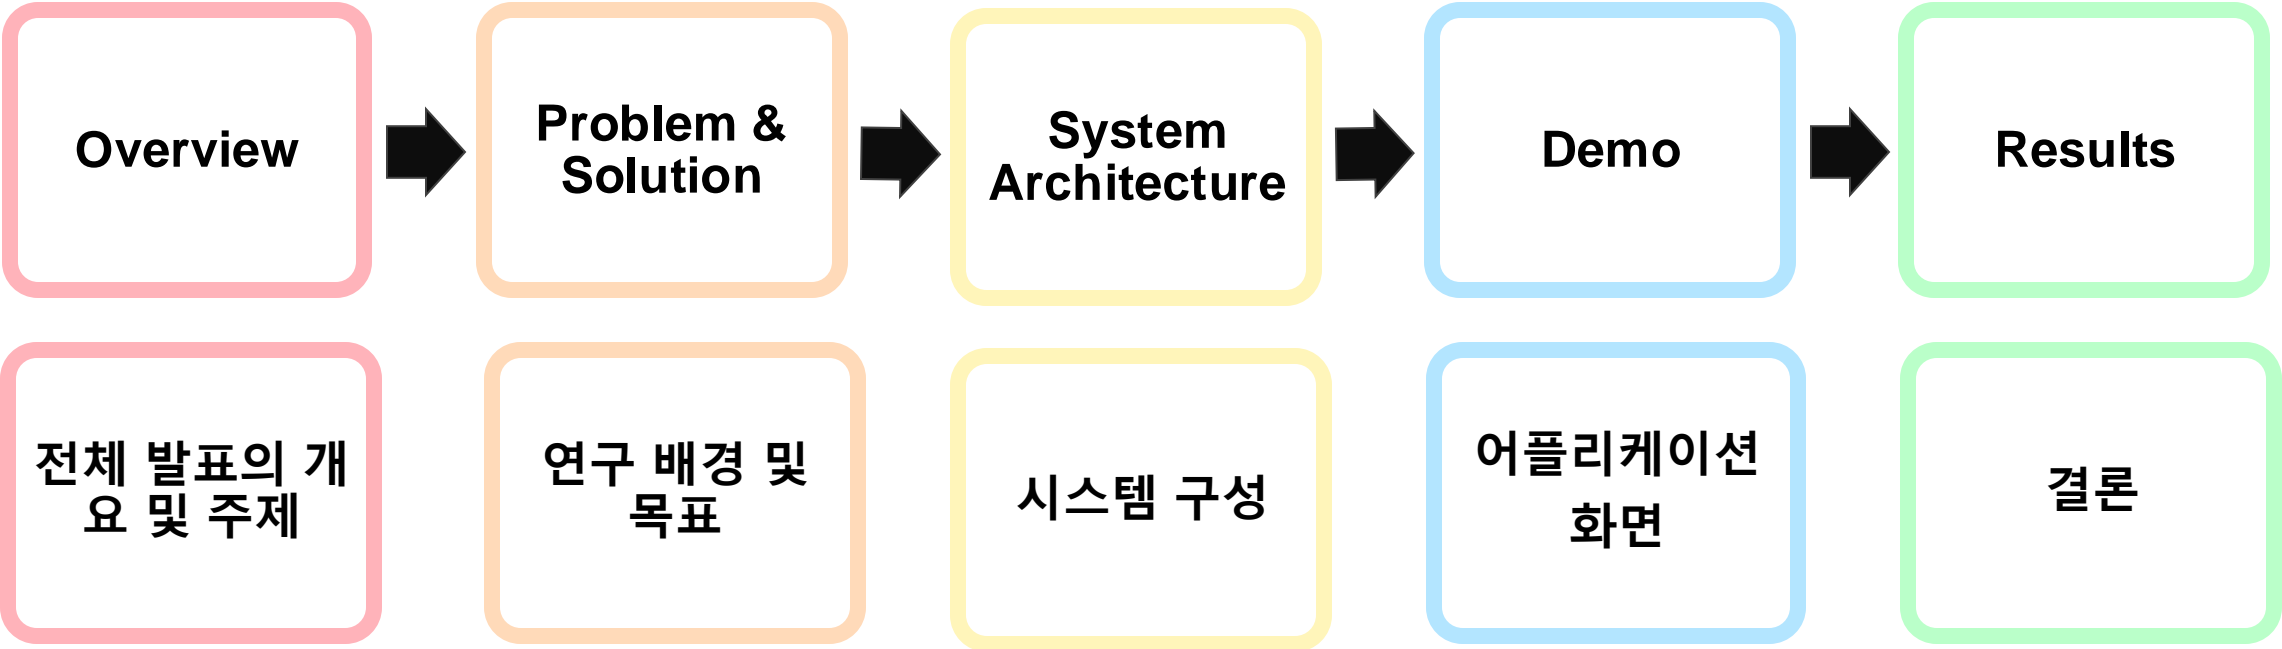 Overview
Problem &
Solution
System
Architecture
Demo
Results
전체 발표의 개
요 및 주제
연구 배경 및
목표
시스템 구성
어플리케이션
화면
결론